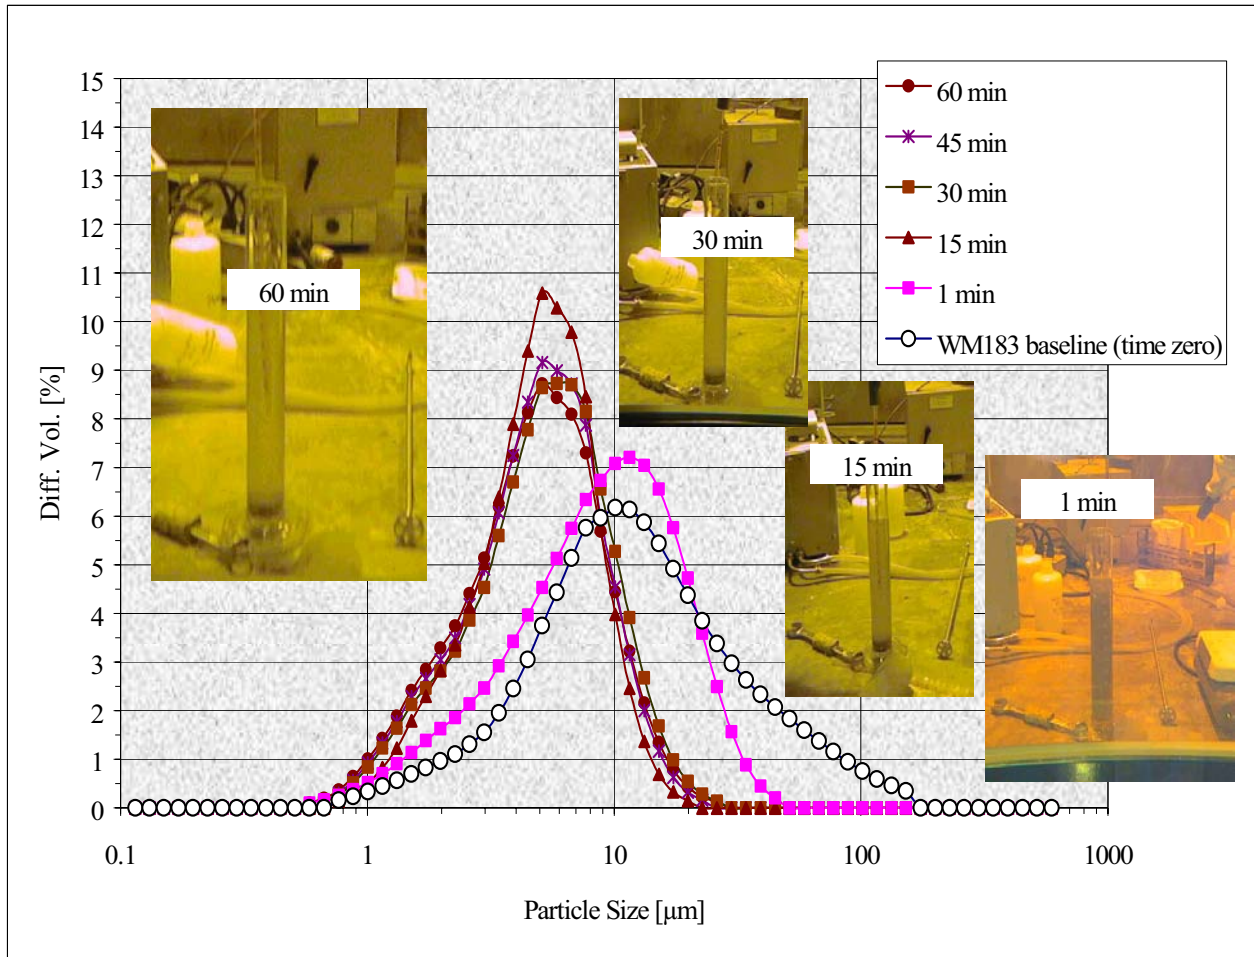 15
14
13
12
11
10
9
8
7
6
5
4
3
2
1
0
Diff. Vol. [%]
0.1
1
10
100
1000
Particle Size [μm]
60 min
45 min
30 min
15 min
1 min
WM183 baseline (time zero)
60 min
30 min
15 min
1 min